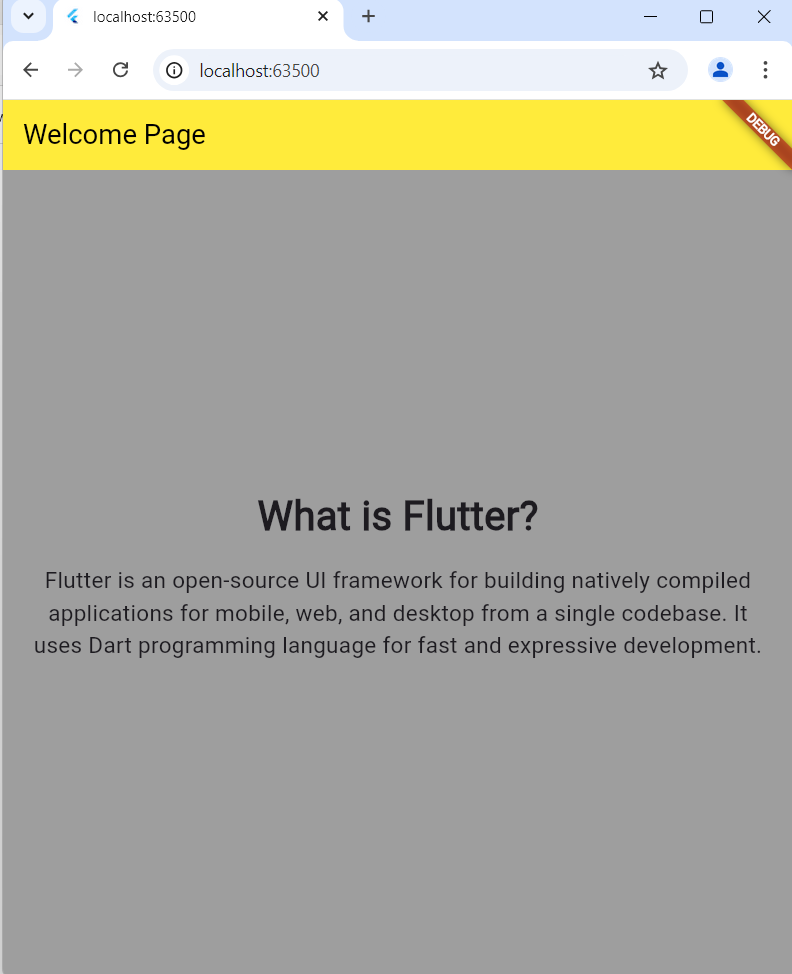 localhost:63500
localhost:63500
Welcome Page
DEBUG
What is Flutter?
Flutter is an open-source UI framework for building natively compiled
applications for mobile, web, and desktop from a single codebase. It
uses Dart programming language for fast and expressive development.